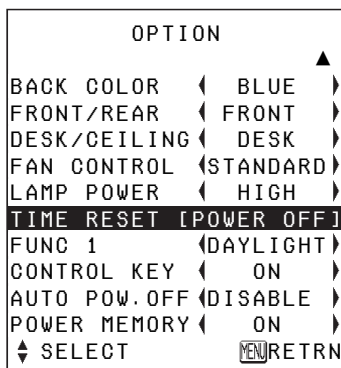 OPTION
BACK COLOR BLUE
FRONT/REAR FRONT
DESK/CEILING DESK
FAN CONTROL STANDARD
LAMP POWER HIGH
TIME RESET [POWER OFF]
FUNC 1 DAYLIGHT
CONTROL KEY ON
AUTO POW.OFF DISABLE
POWER MEMORY ON
SELECT MENU RETRN